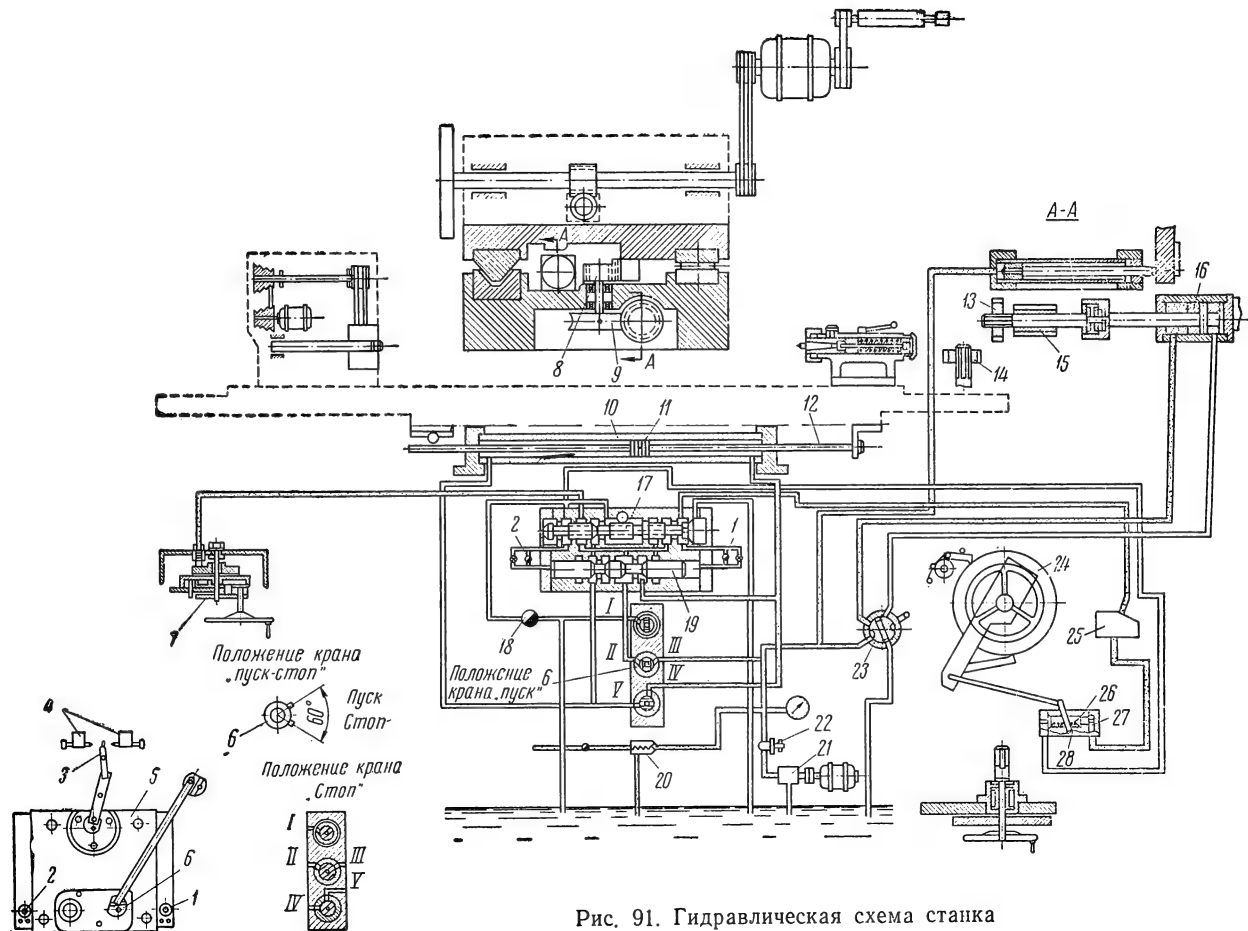 А-А
16
13
15
14
8
9
А
А
10
11
12
17
2
1
19
18
I
II
III
IV
V
6
Положение
крана „пуск"
20
21
22
23
24
25
26
27
28
7
Положение крана
„пуск-стоп"
Пуск
60°
Стоп
6
4
3
5
2
6
1
Положение крана
„Стоп"
I
II
III
V
IV
Рис. 91. Гидравлическая схема станка